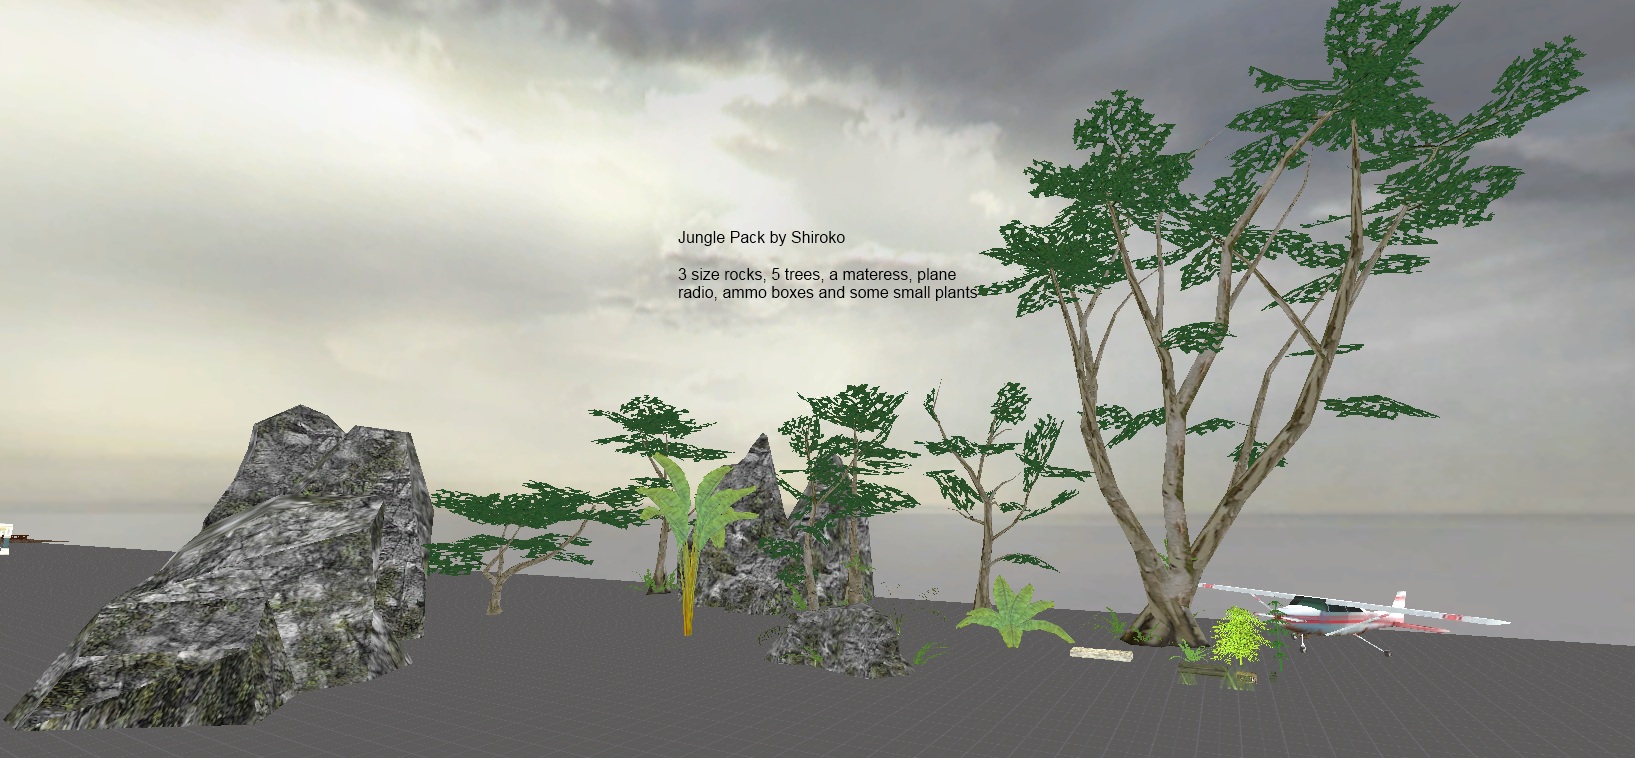 Jungle Pack by Shiroko
3 size rocks, 5 trees, a materess, plane
radio, ammo boxes and some small plants